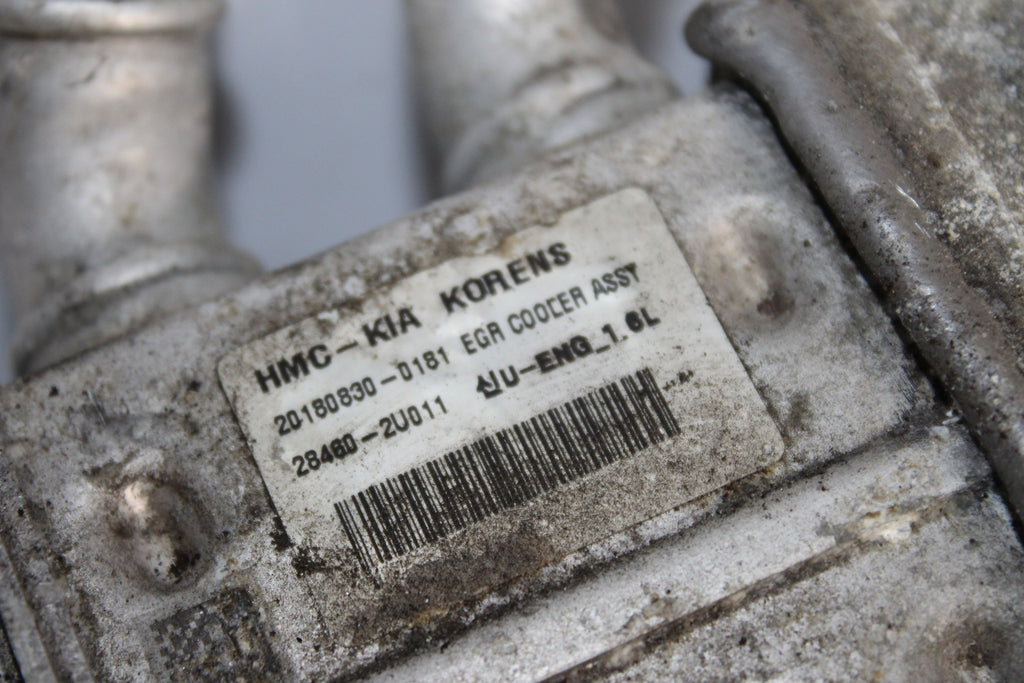 HMC-KIA KORENS
20180830-0181 EGR COOLER ASSY
28460-2U011 신U-ENG_1.6L